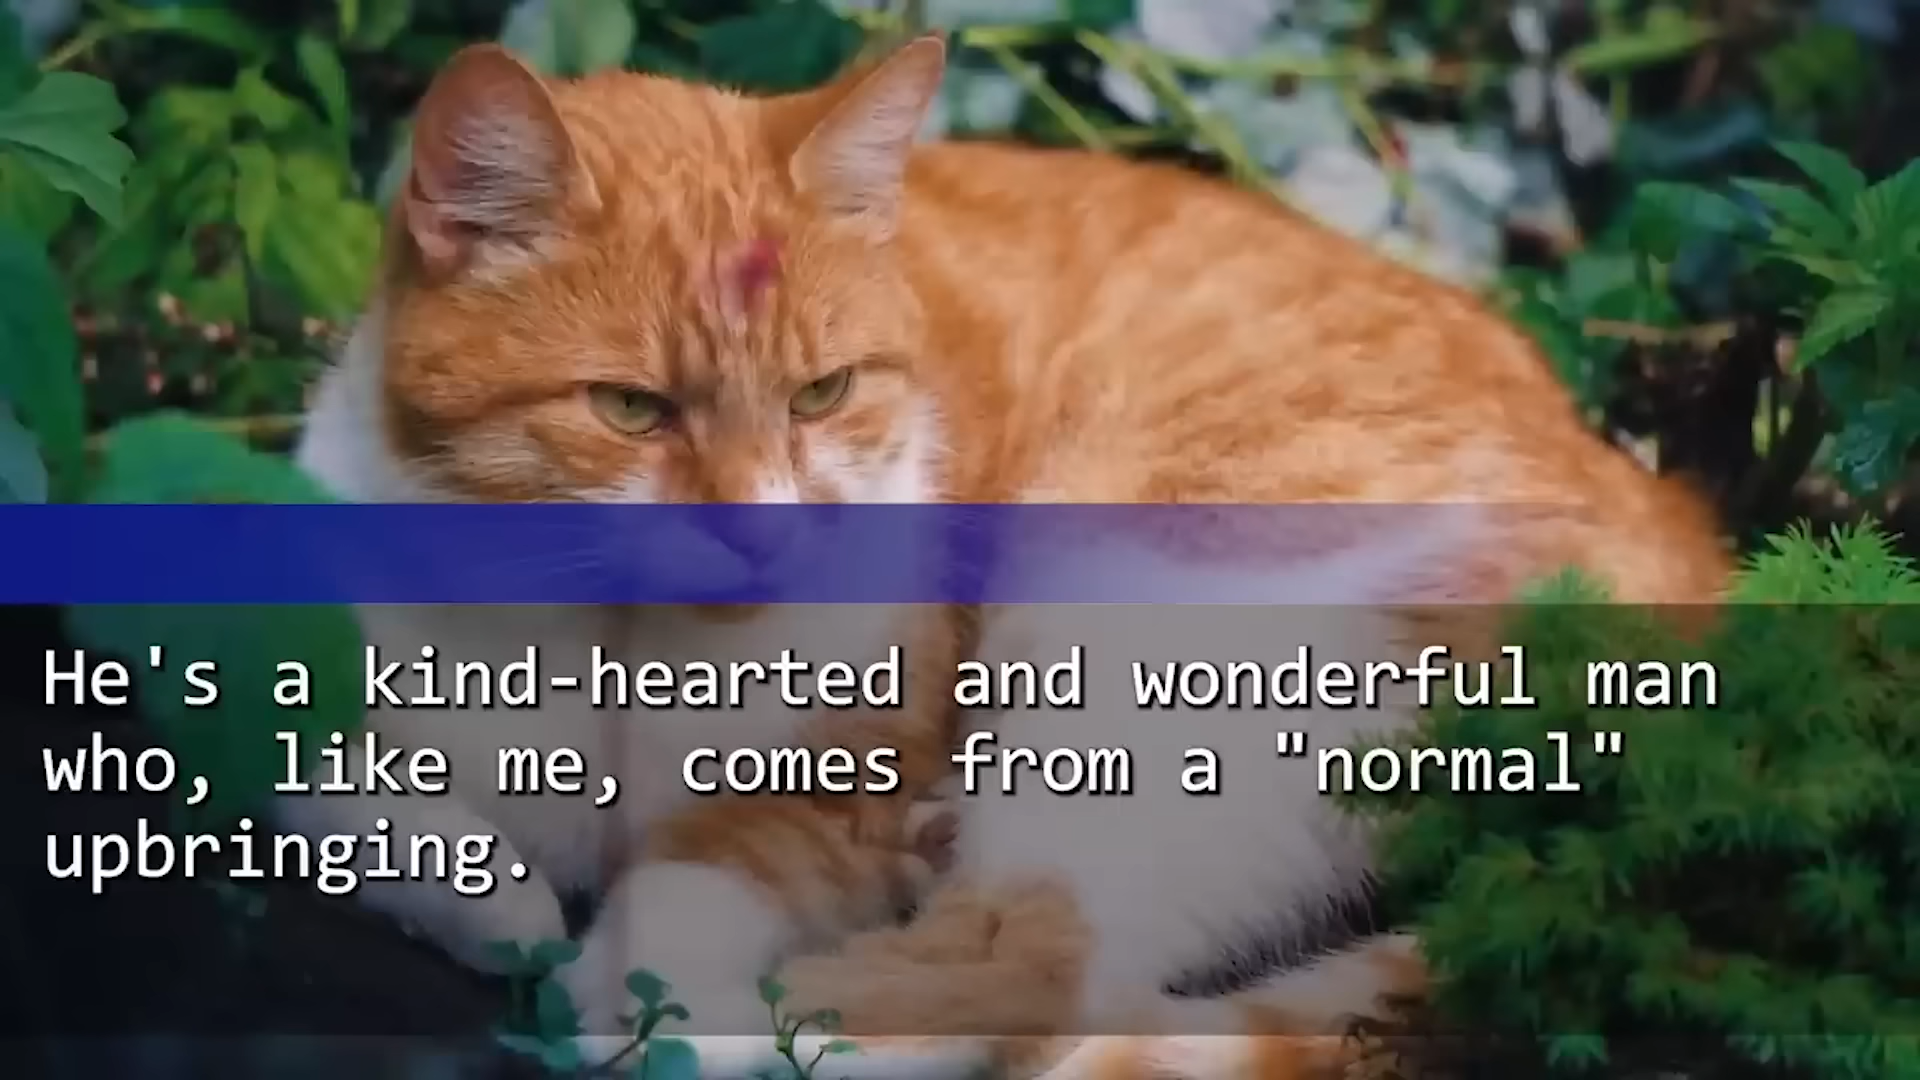 He's a kind-hearted and wonderful man
who, like me, comes from a "normal"
upbringing.